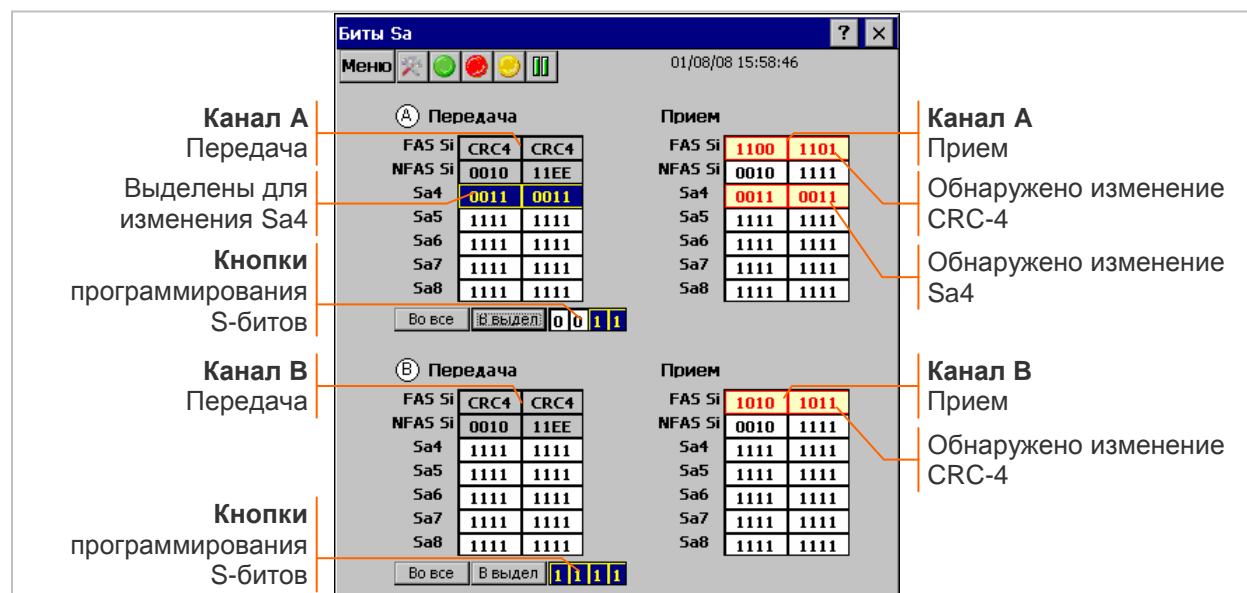 Биты Sa ? ×
Меню 01/08/08 15:58:46
Канал A
Передача
Выделены для
изменения Sa4
Кнопки
программирования
S-битов
A Передача Прием
FAS Si CRC4 CRC4 FAS Si 1100 1101
NFAS Si 0010 11EE NFAS Si 0010 1111
Sa4 0011 0011 Sa4 0011 0011
Sa5 1111 1111 Sa5 1111 1111
Sa6 1111 1111 Sa6 1111 1111
Sa7 1111 1111 Sa7 1111 1111
Sa8 1111 1111 Sa8 1111 1111
Во все В выдел 0 0 1 1
Канал A
Прием
Обнаружено изменение
CRC-4
Обнаружено изменение
Sa4
Канал B
Передача
Кнопки
программирования
S-битов
B Передача Прием
FAS Si CRC4 CRC4 FAS Si 1010 1011
NFAS Si 0010 11EE NFAS Si 0010 1111
Sa4 1111 1111 Sa4 1111 1111
Sa5 1111 1111 Sa5 1111 1111
Sa6 1111 1111 Sa6 1111 1111
Sa7 1111 1111 Sa7 1111 1111
Sa8 1111 1111 Sa8 1111 1111
Во все В выдел 1 1 1 1
Канал B
Прием
Обнаружено изменение
CRC-4